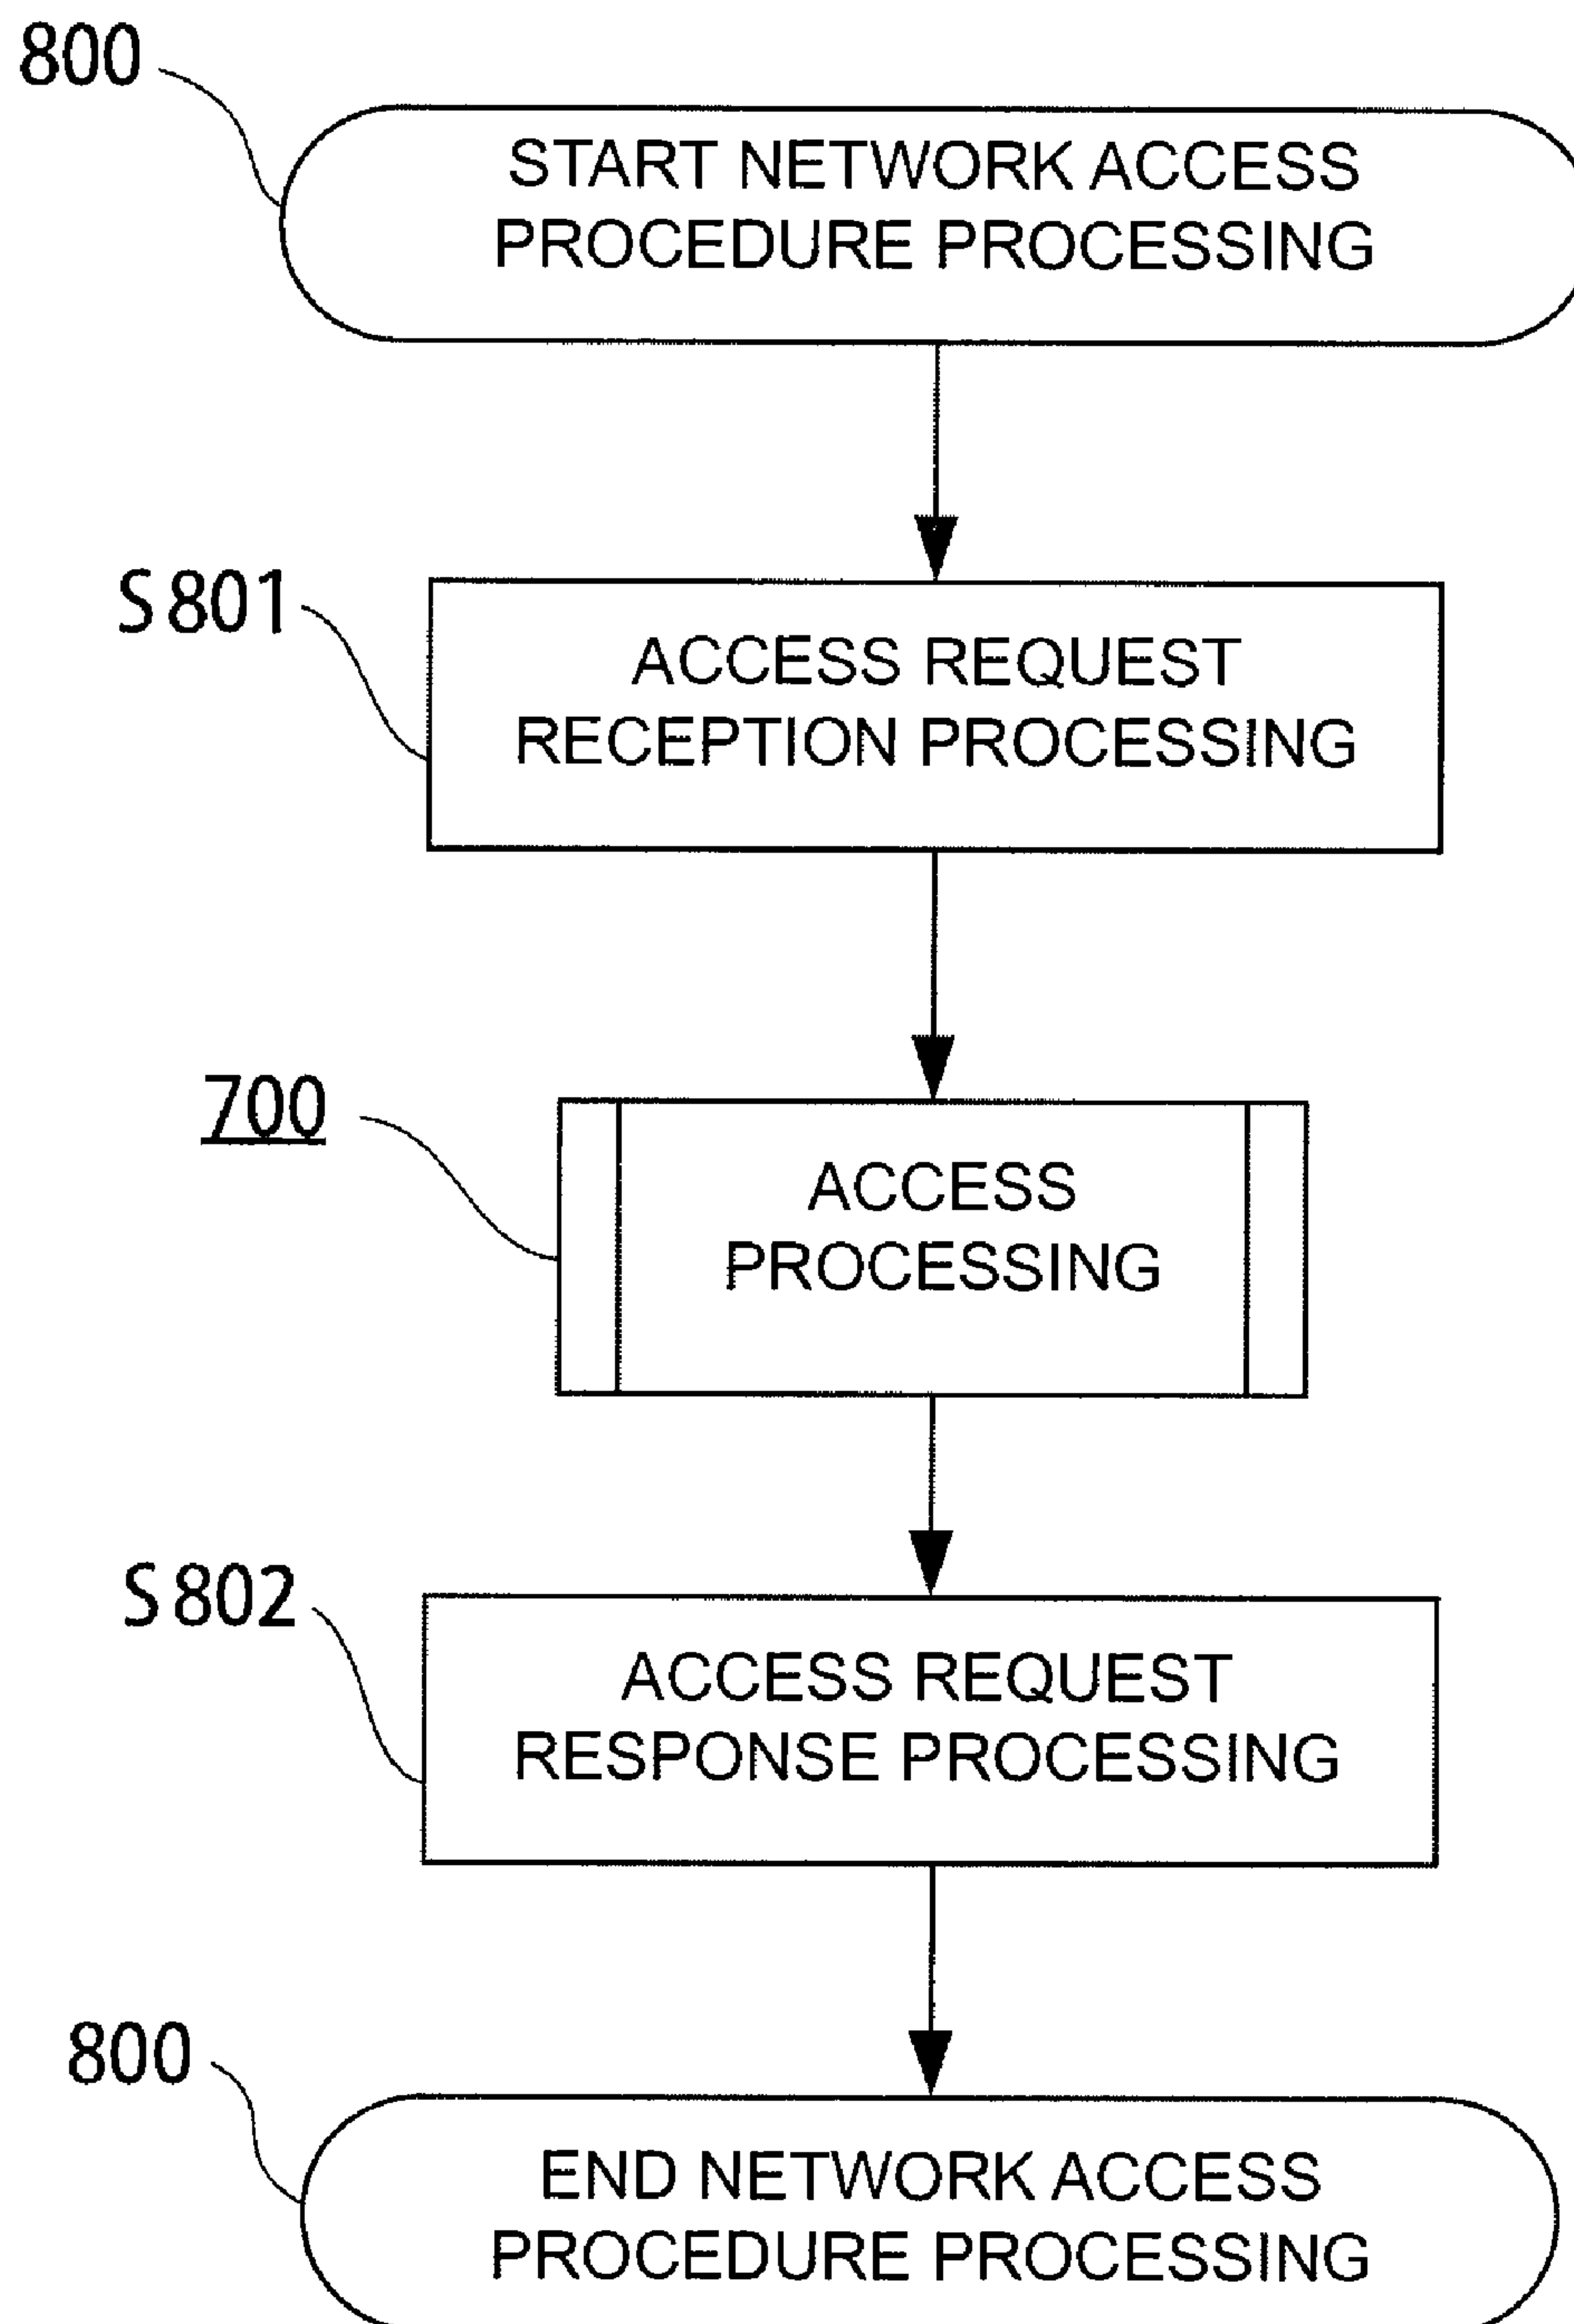 800
START NETWORK ACCESS
PROCEDURE PROCESSING
S801
ACCESS REQUEST
RECEPTION PROCESSING
700
ACCESS
PROCESSING
S802
ACCESS REQUEST
RESPONSE PROCESSING
800
END NETWORK ACCESS
PROCEDURE PROCESSING